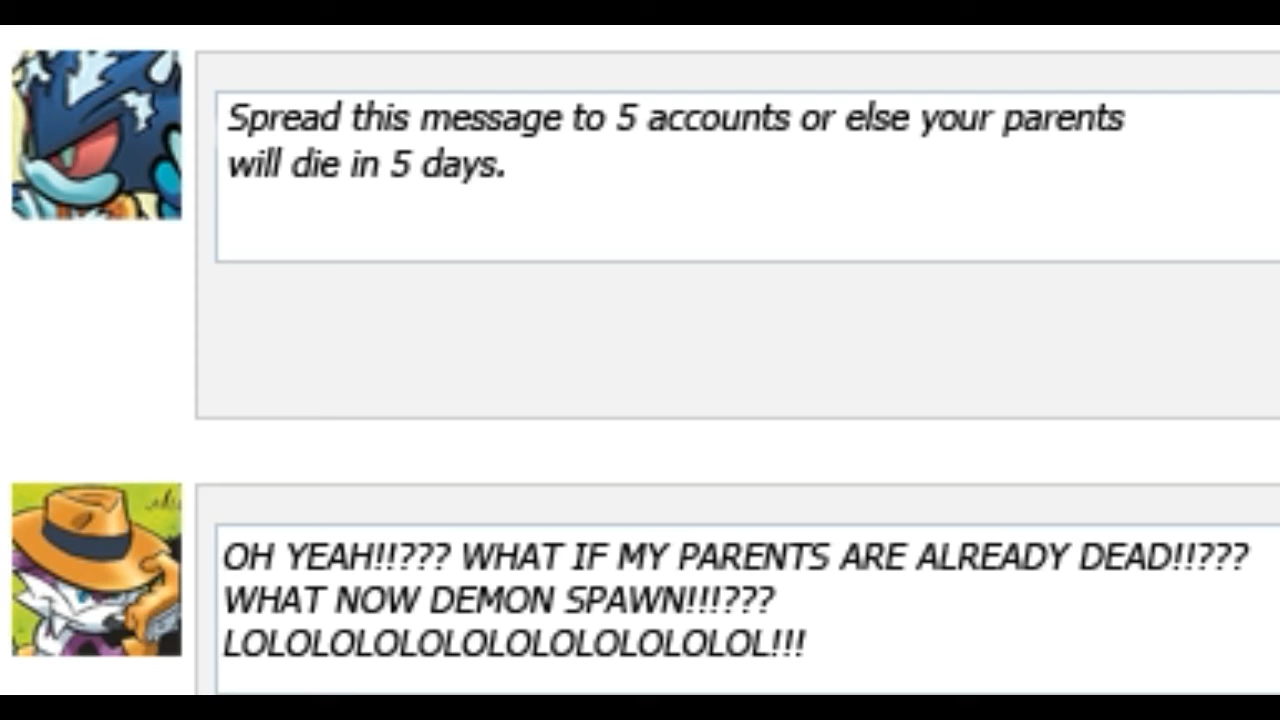 Spread this message to 5 accounts or else your parents
will die in 5 days.
OH YEAH!!??? WHAT IF MY PARENTS ARE ALREADY DEAD!!???
WHAT NOW DEMON SPAWN!!!???
LOLOLOLOLOLOLOLOLOLOLOLOLOL!!!